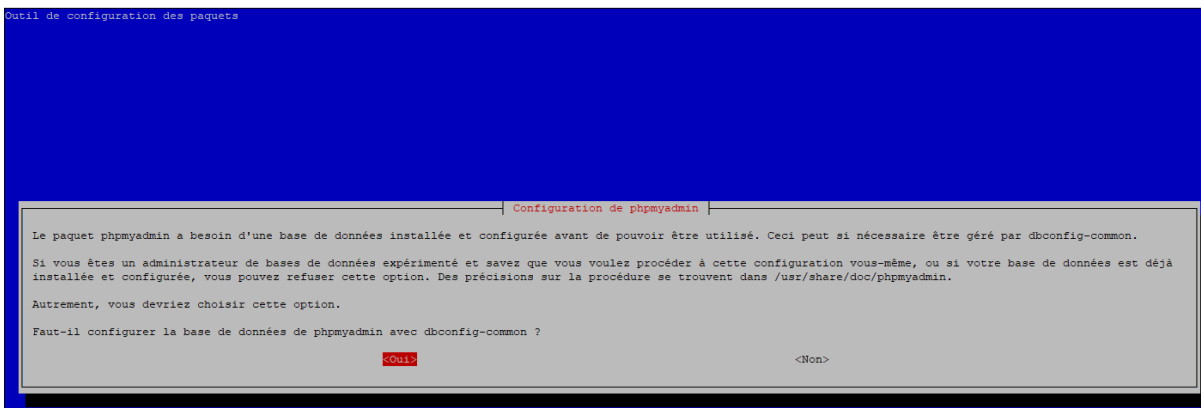 Outil de configuration des paquets
Configuration de phpmyadmin
Le paquet phpmyadmin a besoin d'une base de données installée et configurée avant de pouvoir être utilisé. Ceci peut si nécessaire être géré par dbconfig-common.
Si vous êtes un administrateur de bases de données expérimenté et savez que vous voulez procéder à cette configuration vous-même, ou si votre base de données est déjà
installée et configurée, vous pouvez refuser cette option. Des précisions sur la procédure se trouvent dans /usr/share/doc/phpmyadmin.
Autrement, vous devriez choisir cette option.
Faut-il configurer la base de données de phpmyadmin avec dbconfig-common ?
<Oui> <Non>